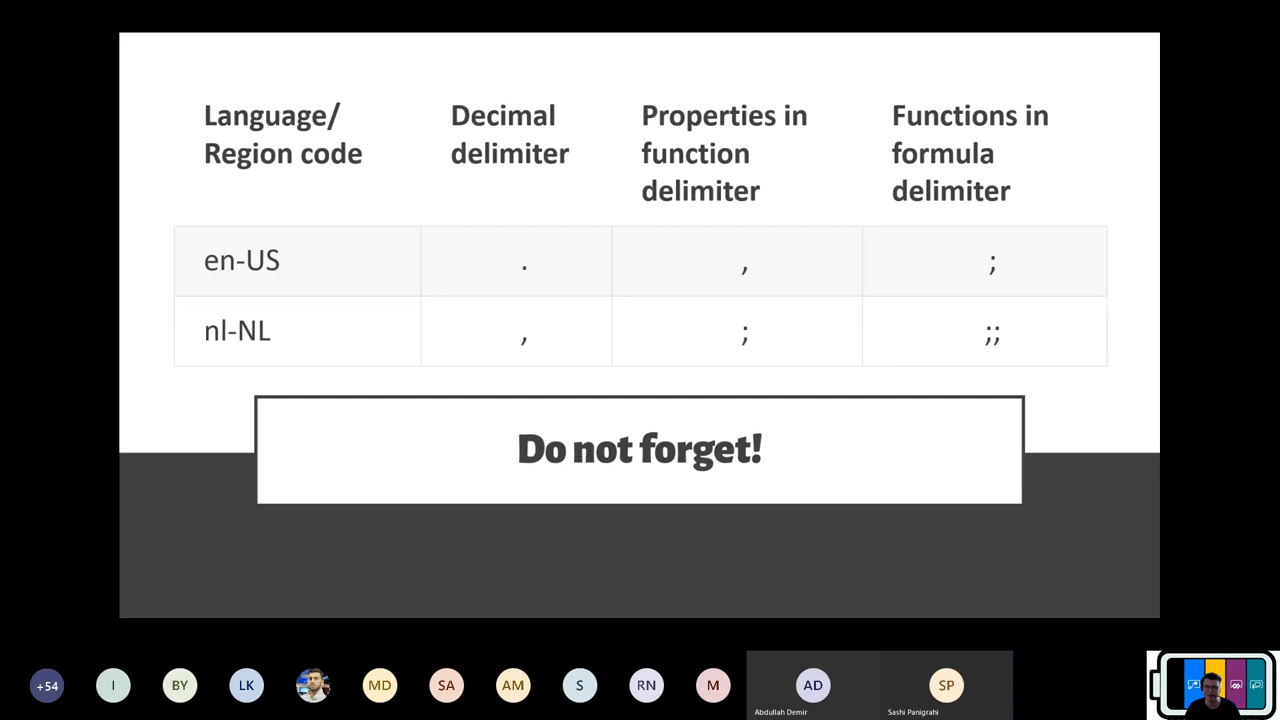 Language/
Region code
Decimal
delimiter
Properties in
function
delimiter
Functions in
formula
delimiter
en-US . , ;
nl-NL , ; ;;
Do not forget!
+54 I BY LK MD SA AM S RN M AD SP
Abdullah Demir Sashi Panigrahi